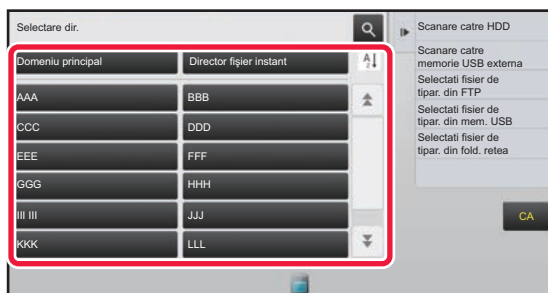 Selectare dir.
Domeniu principal
Director fișier instant
AAA
BBB
CCC
DDD
EEE
FFF
GGG
HHH
III III
JJJ
KKK
LLL
Scanare catre HDD
Scanare catre
memorie USB externa
Selectati fisier de
tipar. din FTP
Selectati fisier de
tipar. din mem. USB
Selectati fisier de
tipar. din fold. retea
CA